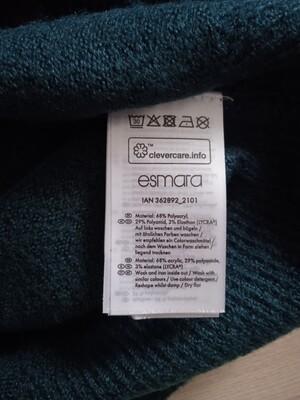 30
™
clevercare.info
esmara
IAN 362892_2101
Material: 68% Polyacryl,
29% Polyamid, 3% Elasthan (LYCRA®)
Auf links waschen und bügeln /
mit ähnlichen Farben waschen /
wir empfehlen ein Colorwaschmittel /
nach dem Waschen in Form ziehen /
liegend trocknen
Material: 68% acrylic, 29% polyamide,
3% elastane (LYCRA®)
Wash and iron inside out / Wash with
similar colours / Use colour detergent /
Reshape whilst damp / Dry flat